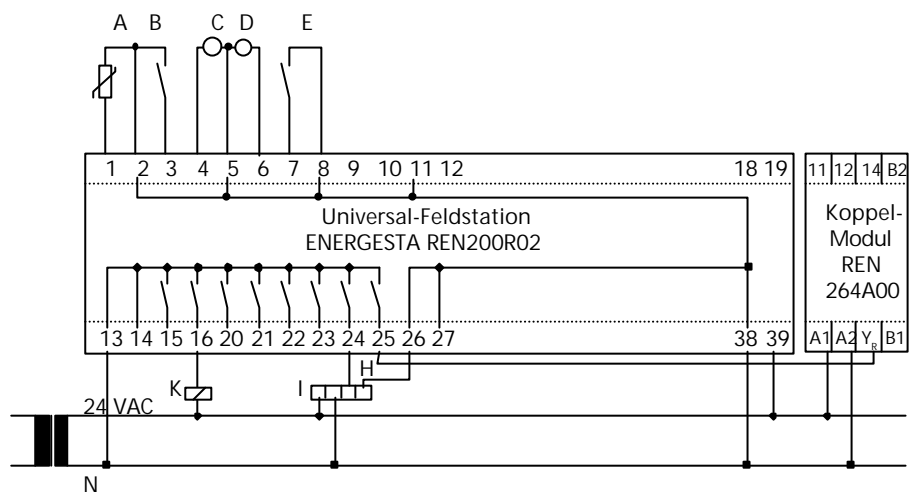 A B C D E
1 2 3 4 5 6 7 8 9 10 11 12 18 19
11 12 14 B2
Universal-Feldstation
ENERGESTA REN200R02
Koppel-
Modul
REN
264A00
13 14 15 16 20 21 22 23 24 25 26 27 38 39
A1 A2 YR B1
H
K I
24 VAC
N